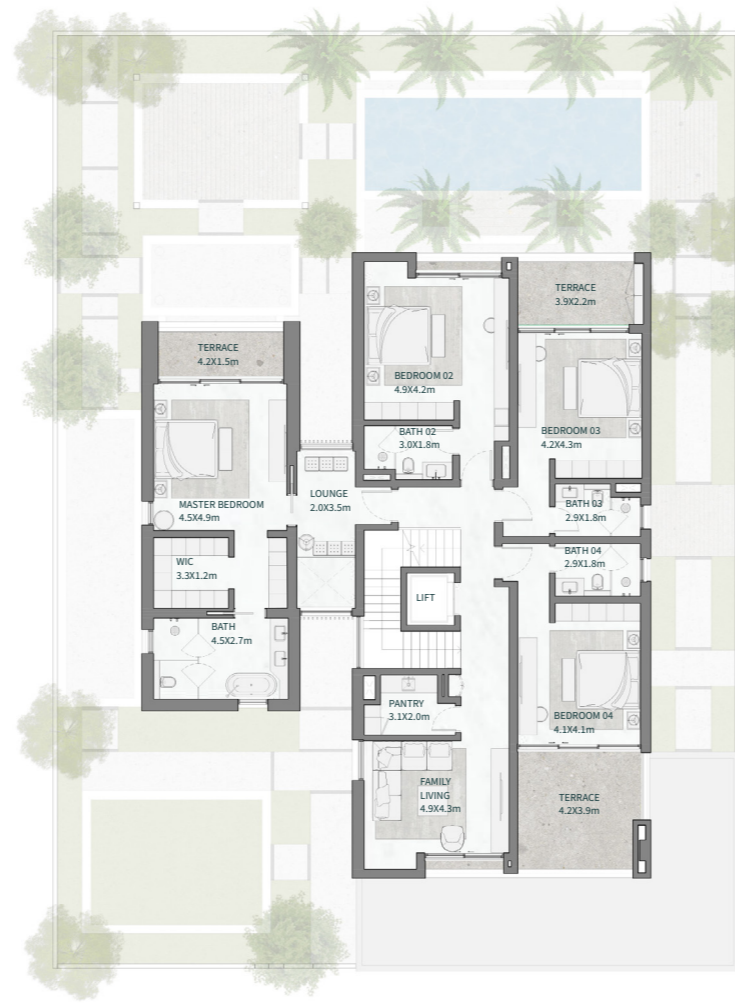 TERRACE
3.9X2.2m
TERRACE
4.2X1.5m
BEDROOM 02
4.9X4.2m
BATH 02
3.0X1.8m
BEDROOM 03
4.2X4.3m
MASTER BEDROOM
4.5X4.9m
LOUNGE
2.0X3.5m
BATH 03
2.9X1.8m
BATH 04
2.9X1.8m
WIC
3.3X1.2m
LIFT
BATH
4.5X2.7m
PANTRY
3.1X2.0m
BEDROOM 04
4.1X4.1m
FAMILY
LIVING
4.9X4.3m
TERRACE
4.2X3.9m